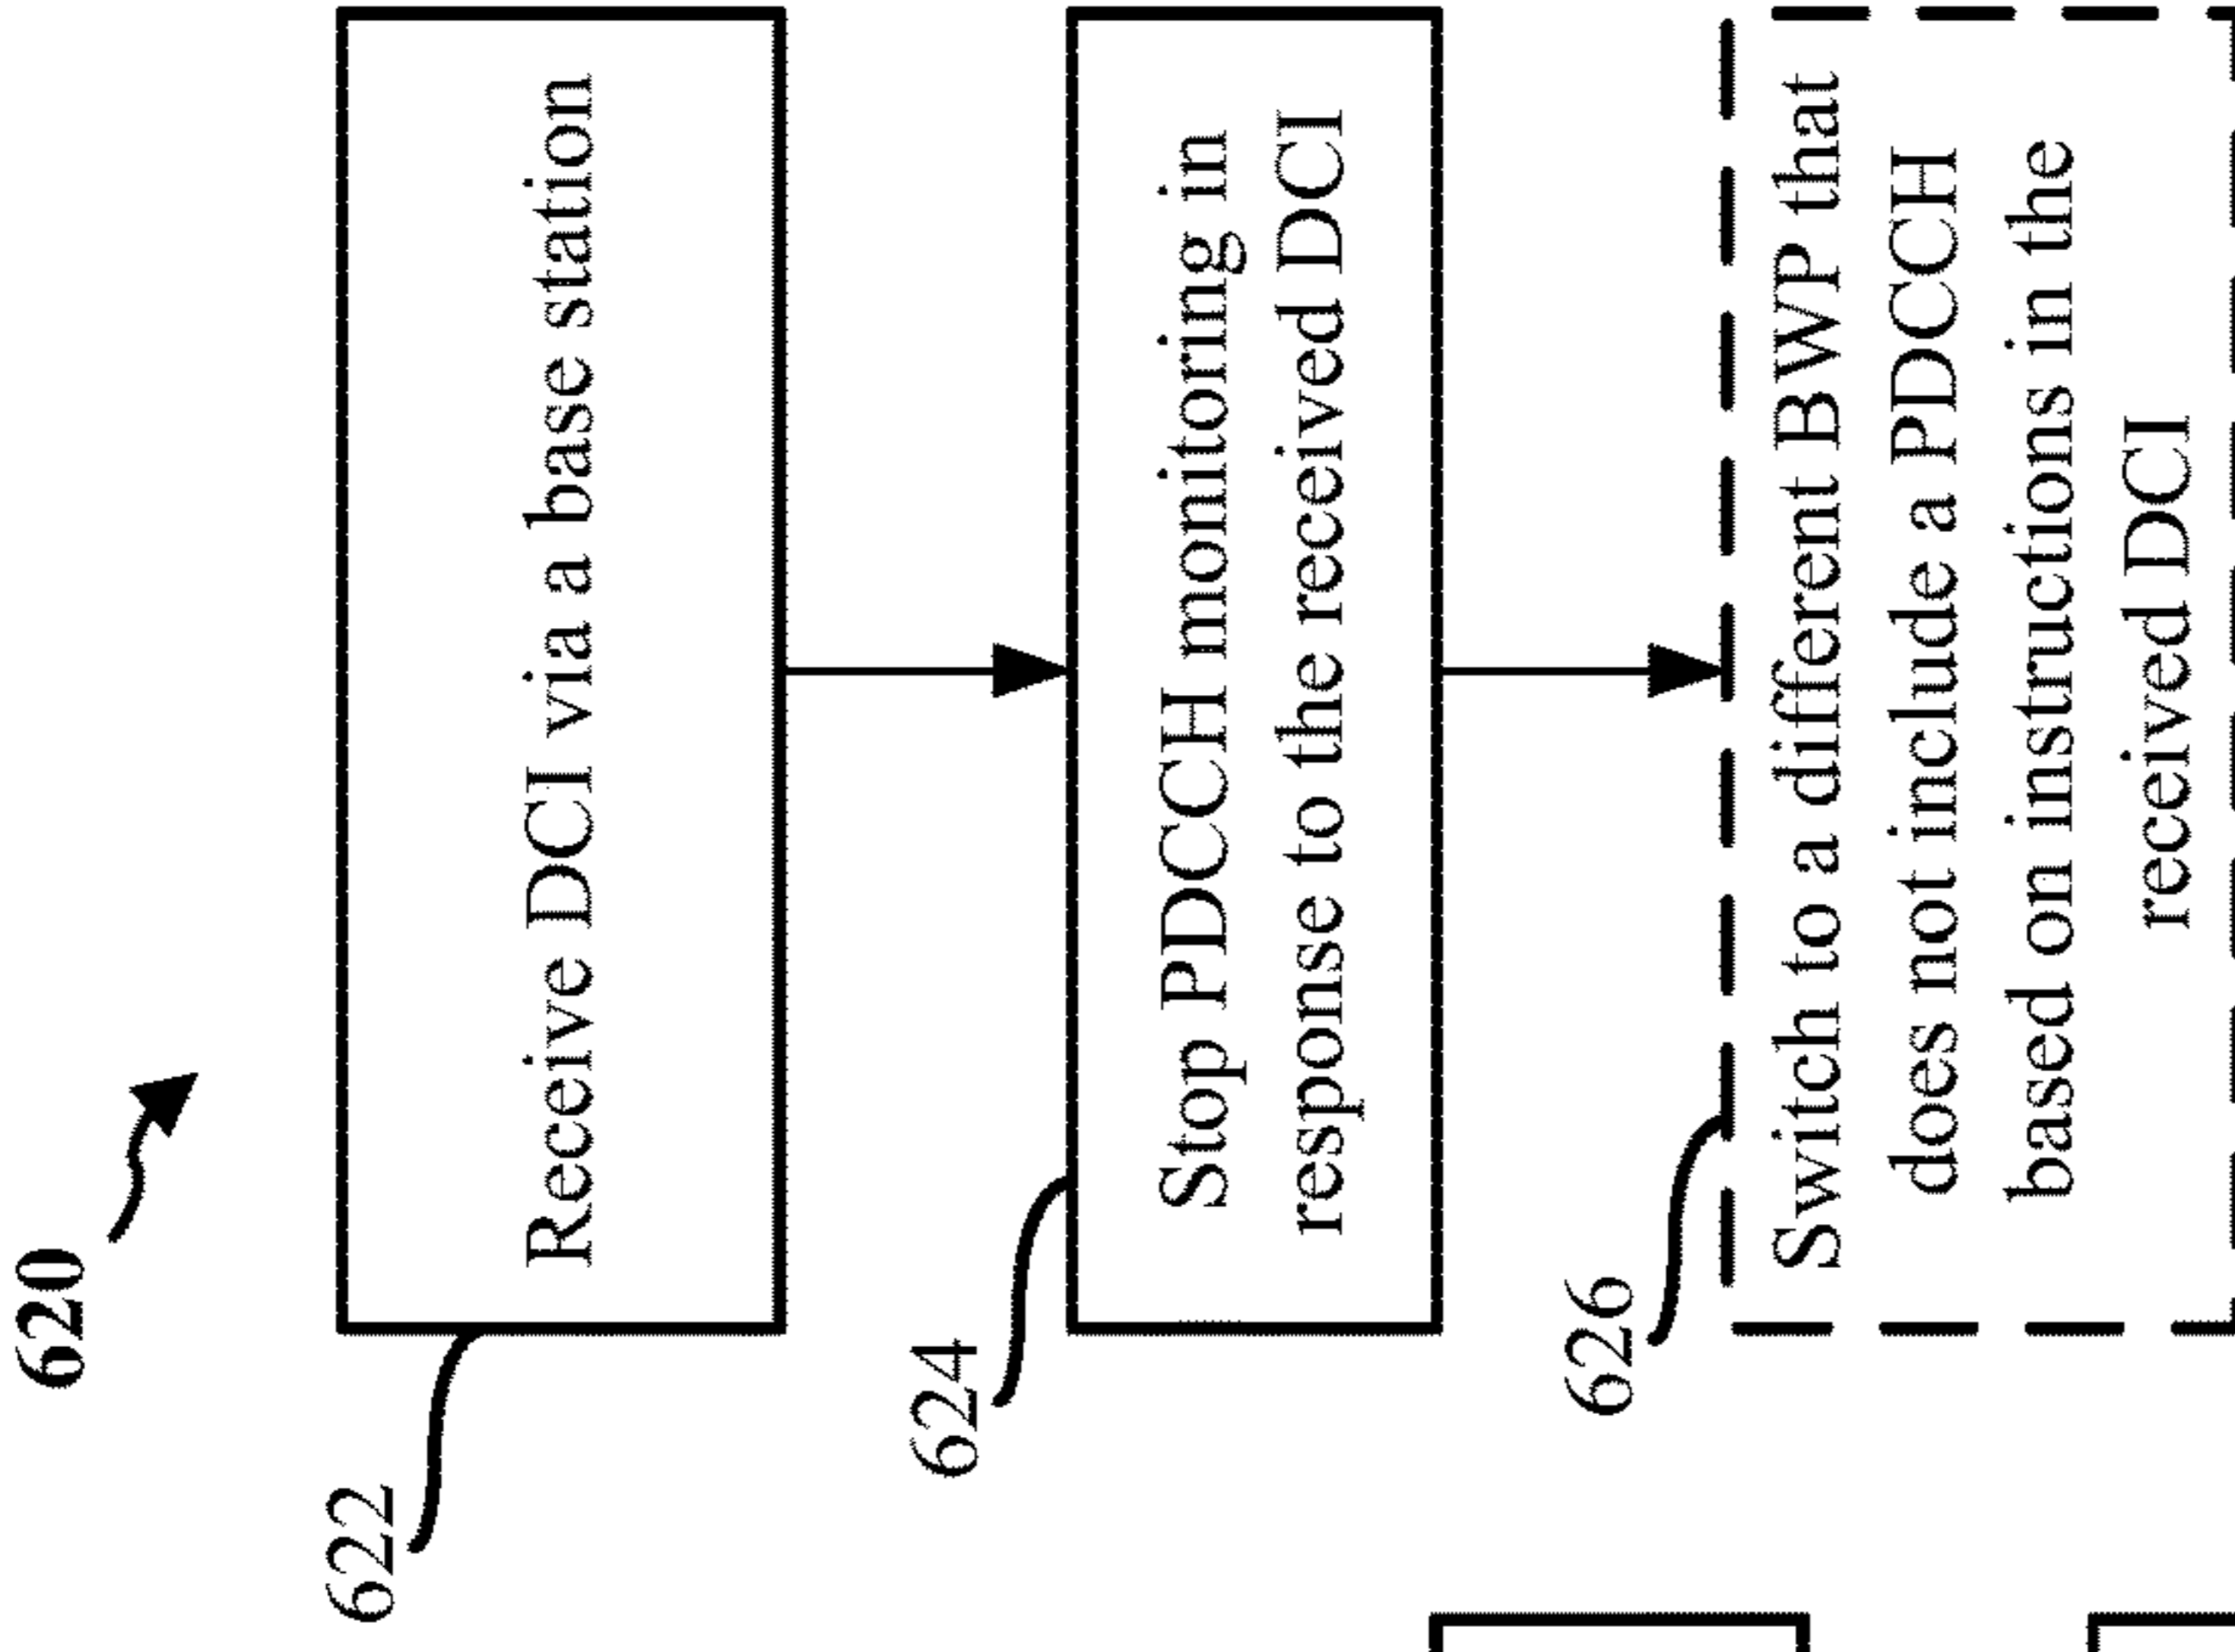 620
622
Receive DCI via a base station
624
Stop PDCCH monitoring in
response to the received DCI
626
Switch to a different BWP that
does not include a PDCCH
based on instructions in the
received DCI